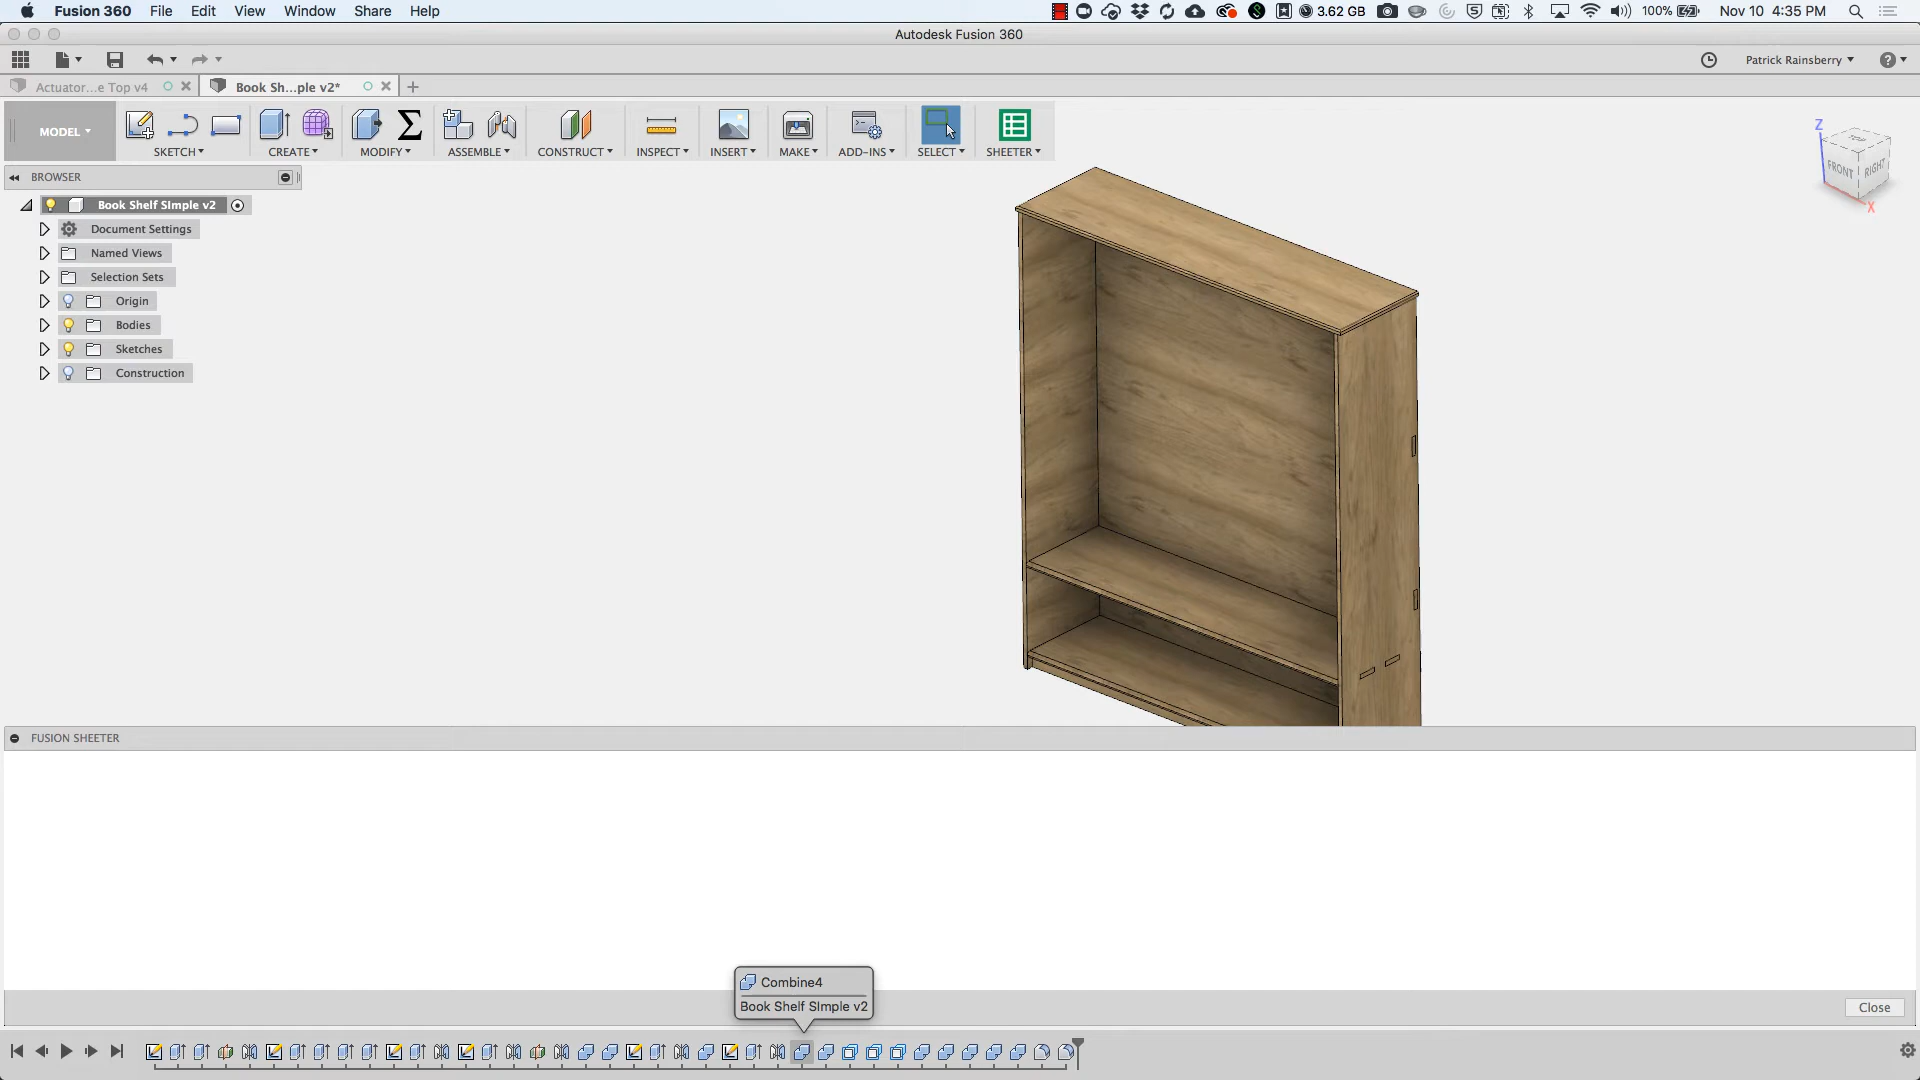 Fusion 360 File Edit View Window Share Help 3.62 GB 100% Nov 10 4:35 PM
Autodesk Fusion 360
Patrick Rainsberry
Actuator...e Top v4 Book Sh...ple v2*
MODEL SKETCH CREATE MODIFY ASSEMBLE CONSTRUCT INSPECT INSERT MAKE ADD-INS SELECT SHEETER
Z
FRONT RIGHT
X
BROWSER
Book Shelf SImple v2
Document Settings
Named Views
Selection Sets
Origin
Bodies
Sketches
Construction
FUSION SHEETER
Combine4
Book Shelf SImple v2
Close